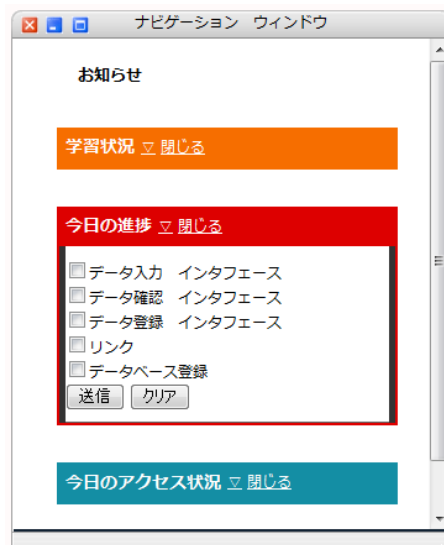 ナビゲーション ウィンドウ
お知らせ
学習状況 ▽ 閉じる
今日の進捗 ▽ 閉じる
データ入力 インタフェース
データ確認 インタフェース
データ登録 インタフェース
リンク
データベース登録
送信 クリア
今日のアクセス状況 ▽ 閉じる